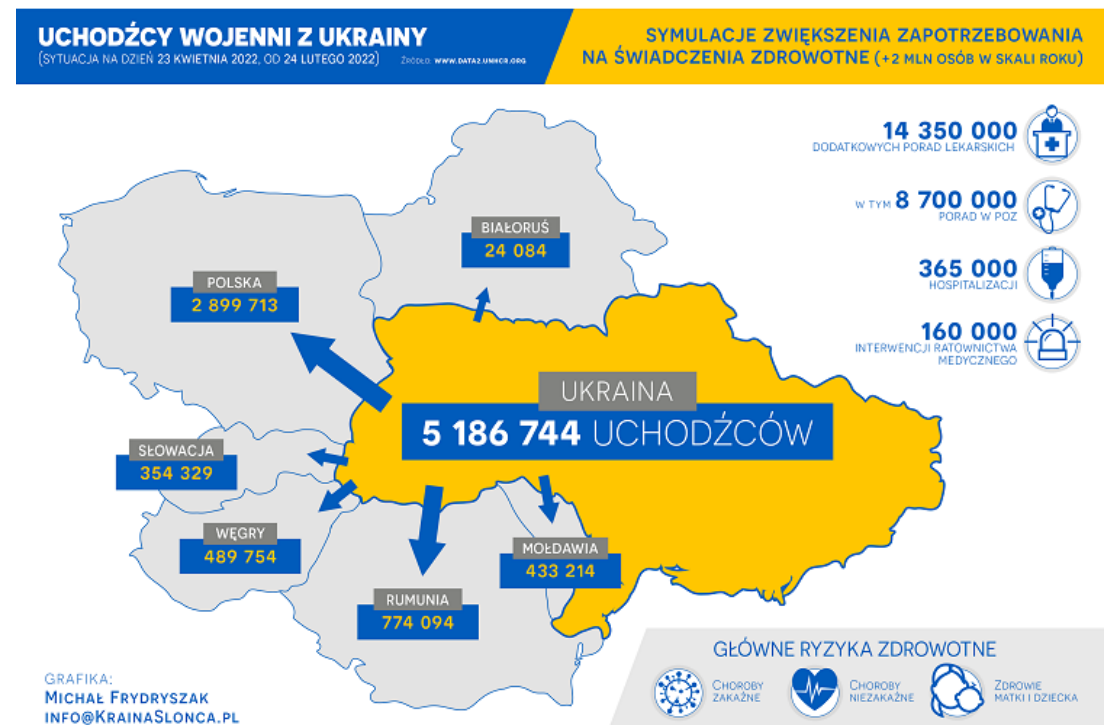 UCHODŹCY WOJENNI Z UKRAINY
(SYTUACJA NA DZIEŃ 23 KWIETNIA 2022, OD 24 LUTEGO 2022) ŹRÓDŁO: WWW.DATA2.UNHCR.ORG
SYMULACJE ZWIĘKSZENIA ZAPOTRZEBOWANIA
NA ŚWIADCZENIA ZDROWOTNE (+2 MLN OSÓB W SKALI ROKU)
14 350 000
DODATKOWYCH PORAD LEKARSKICH
W TYM 8 700 000
PORAD W POZ
365 000
HOSPITALIZACJI
160 000
INTERWENCJI RATOWNICTWA
MEDYCZNEGO
BIAŁORUŚ
24 084
POLSKA
2 899 713
UKRAINA
5 186 744 UCHODŹCÓW
SŁOWACJA
354 329
WĘGRY
489 754
MOŁDAWIA
433 214
RUMUNIA
774 094
GŁÓWNE RYZYKA ZDROWOTNE
CHOROBY
ZAKAŹNE
CHOROBY
NIEZAKAŹNE
ZDROWIE
MATKI I DZIECKA
GRAFIKA:
MICHAŁ FRYDRYSZAK
INFO@KRAINASLONCA.PL